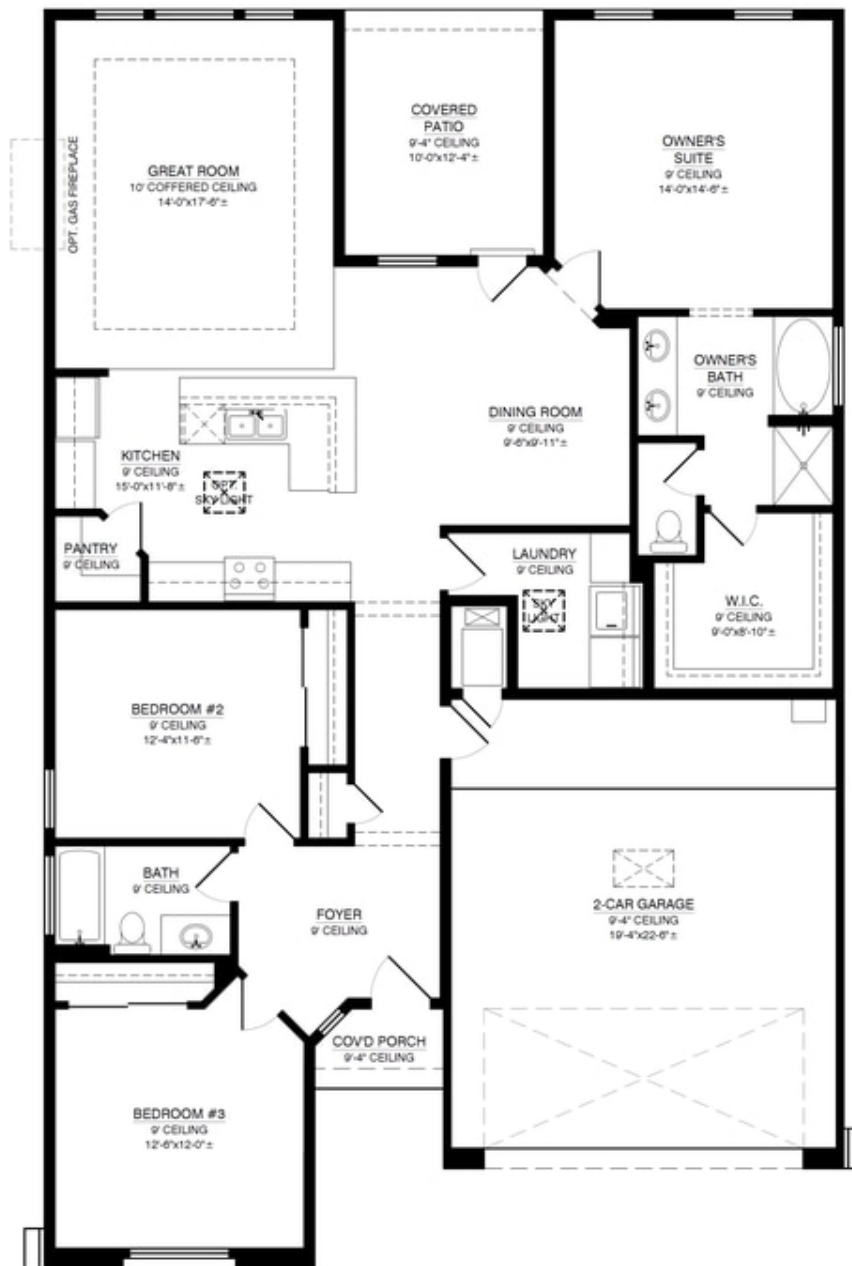 COVERED
PATIO
9'-4" CEILING
10'-0"x12'-4"±
OWNER'S
SUITE
9' CEILING
14'-0"x14'-6"±
GREAT ROOM
10' COFFERED CEILING
14'-0"x17'-6"±
OPT. GAS FIREPLACE
OWNER'S
BATH
9' CEILING
DINING ROOM
9' CEILING
9'-6"x9'-11"±
KITCHEN
9' CEILING
15'-0"x11'-8"±
OPT.
SKYLIGHT
PANTRY
9' CEILING
LAUNDRY
9' CEILING
SKY
LIGHT
W.I.C.
9' CEILING
9'-0"x8'-10"±
BEDROOM #2
9' CEILING
12'-4"x11'-6"±
BATH
9' CEILING
FOYER
9' CEILING
2-CAR GARAGE
9'-4" CEILING
19'-4"x22'-6"±
COV'D PORCH
9'-4" CEILING
BEDROOM #3
9' CEILING
12'-6"x12'-0"±